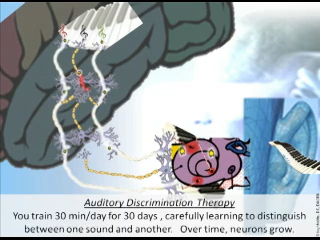 Auditory Discrimination Therapy
You train 30 min/day for 30 days , carefully learning to distinguish
between one sound and another.   Over time, neurons grow.